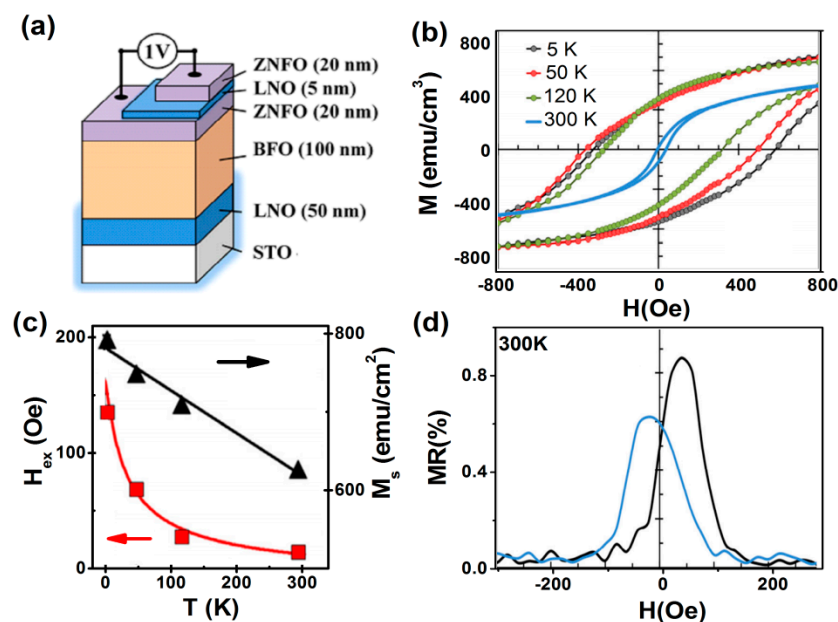 (a)
1V
ZNFO (20 nm)
LNO (5 nm)
ZNFO (20 nm)
BFO (100 nm)
LNO (50 nm)
STO
(b)
M (emu/cm³)
800
400
0
-400
-800
5 K
50 K
120 K
300 K
-800 -400 0 400 800
H(Oe)
(c)
Hex (Oe)
200
100
0
800
600
Ms (emu/cm²)
0 100 200 300
T (K)
(d)
300K
MR(%)
0.8
0.4
0.0
-200 0 200
H(Oe)